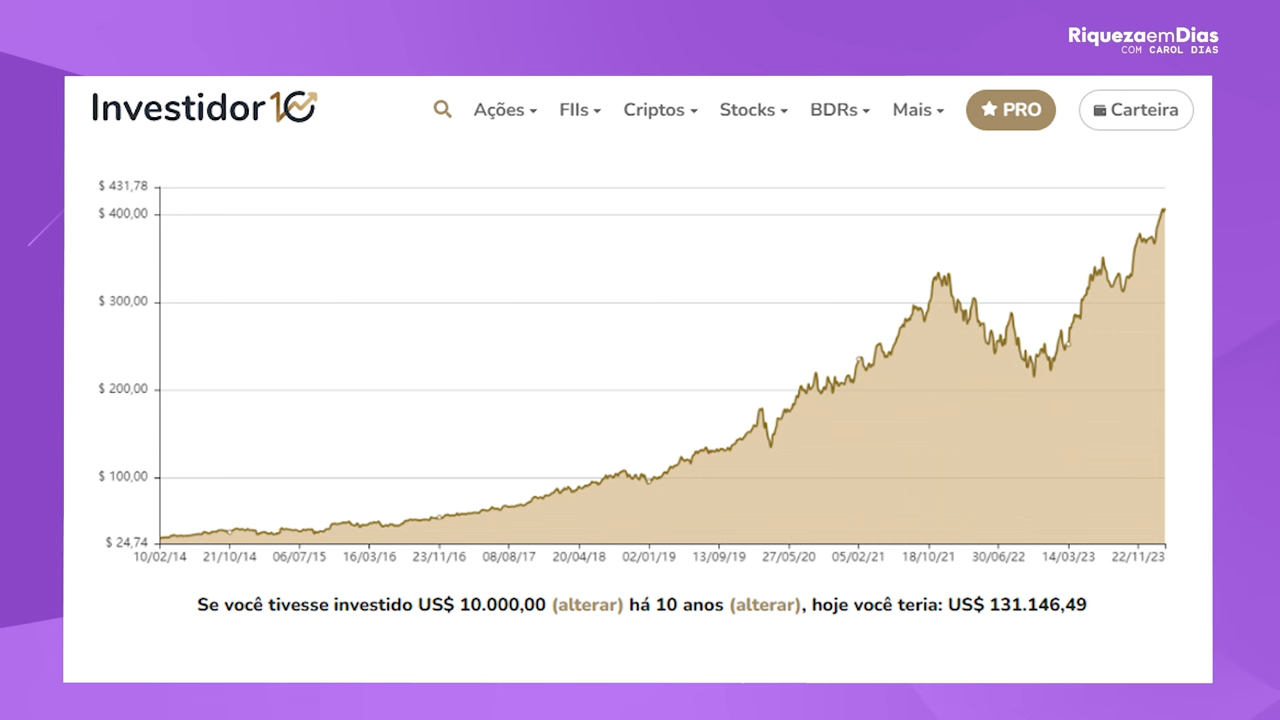 RiquezaemDias
COM CAROL DIAS
Investidor 10
Ações FIIs Criptos Stocks BDRs Mais PRO Carteira
$ 431,78
$ 400,00
$ 300,00
$ 200,00
$ 100,00
$ 24,74
10/02/14 21/10/14 06/07/15 16/03/16 23/11/16 08/08/17 20/04/18 02/01/19 13/09/19 27/05/20 05/02/21 18/10/21 30/06/22 14/03/23 22/11/23
Se você tivesse investido US$ 10.000,00 (alterar) há 10 anos (alterar), hoje você teria: US$ 131.146,49